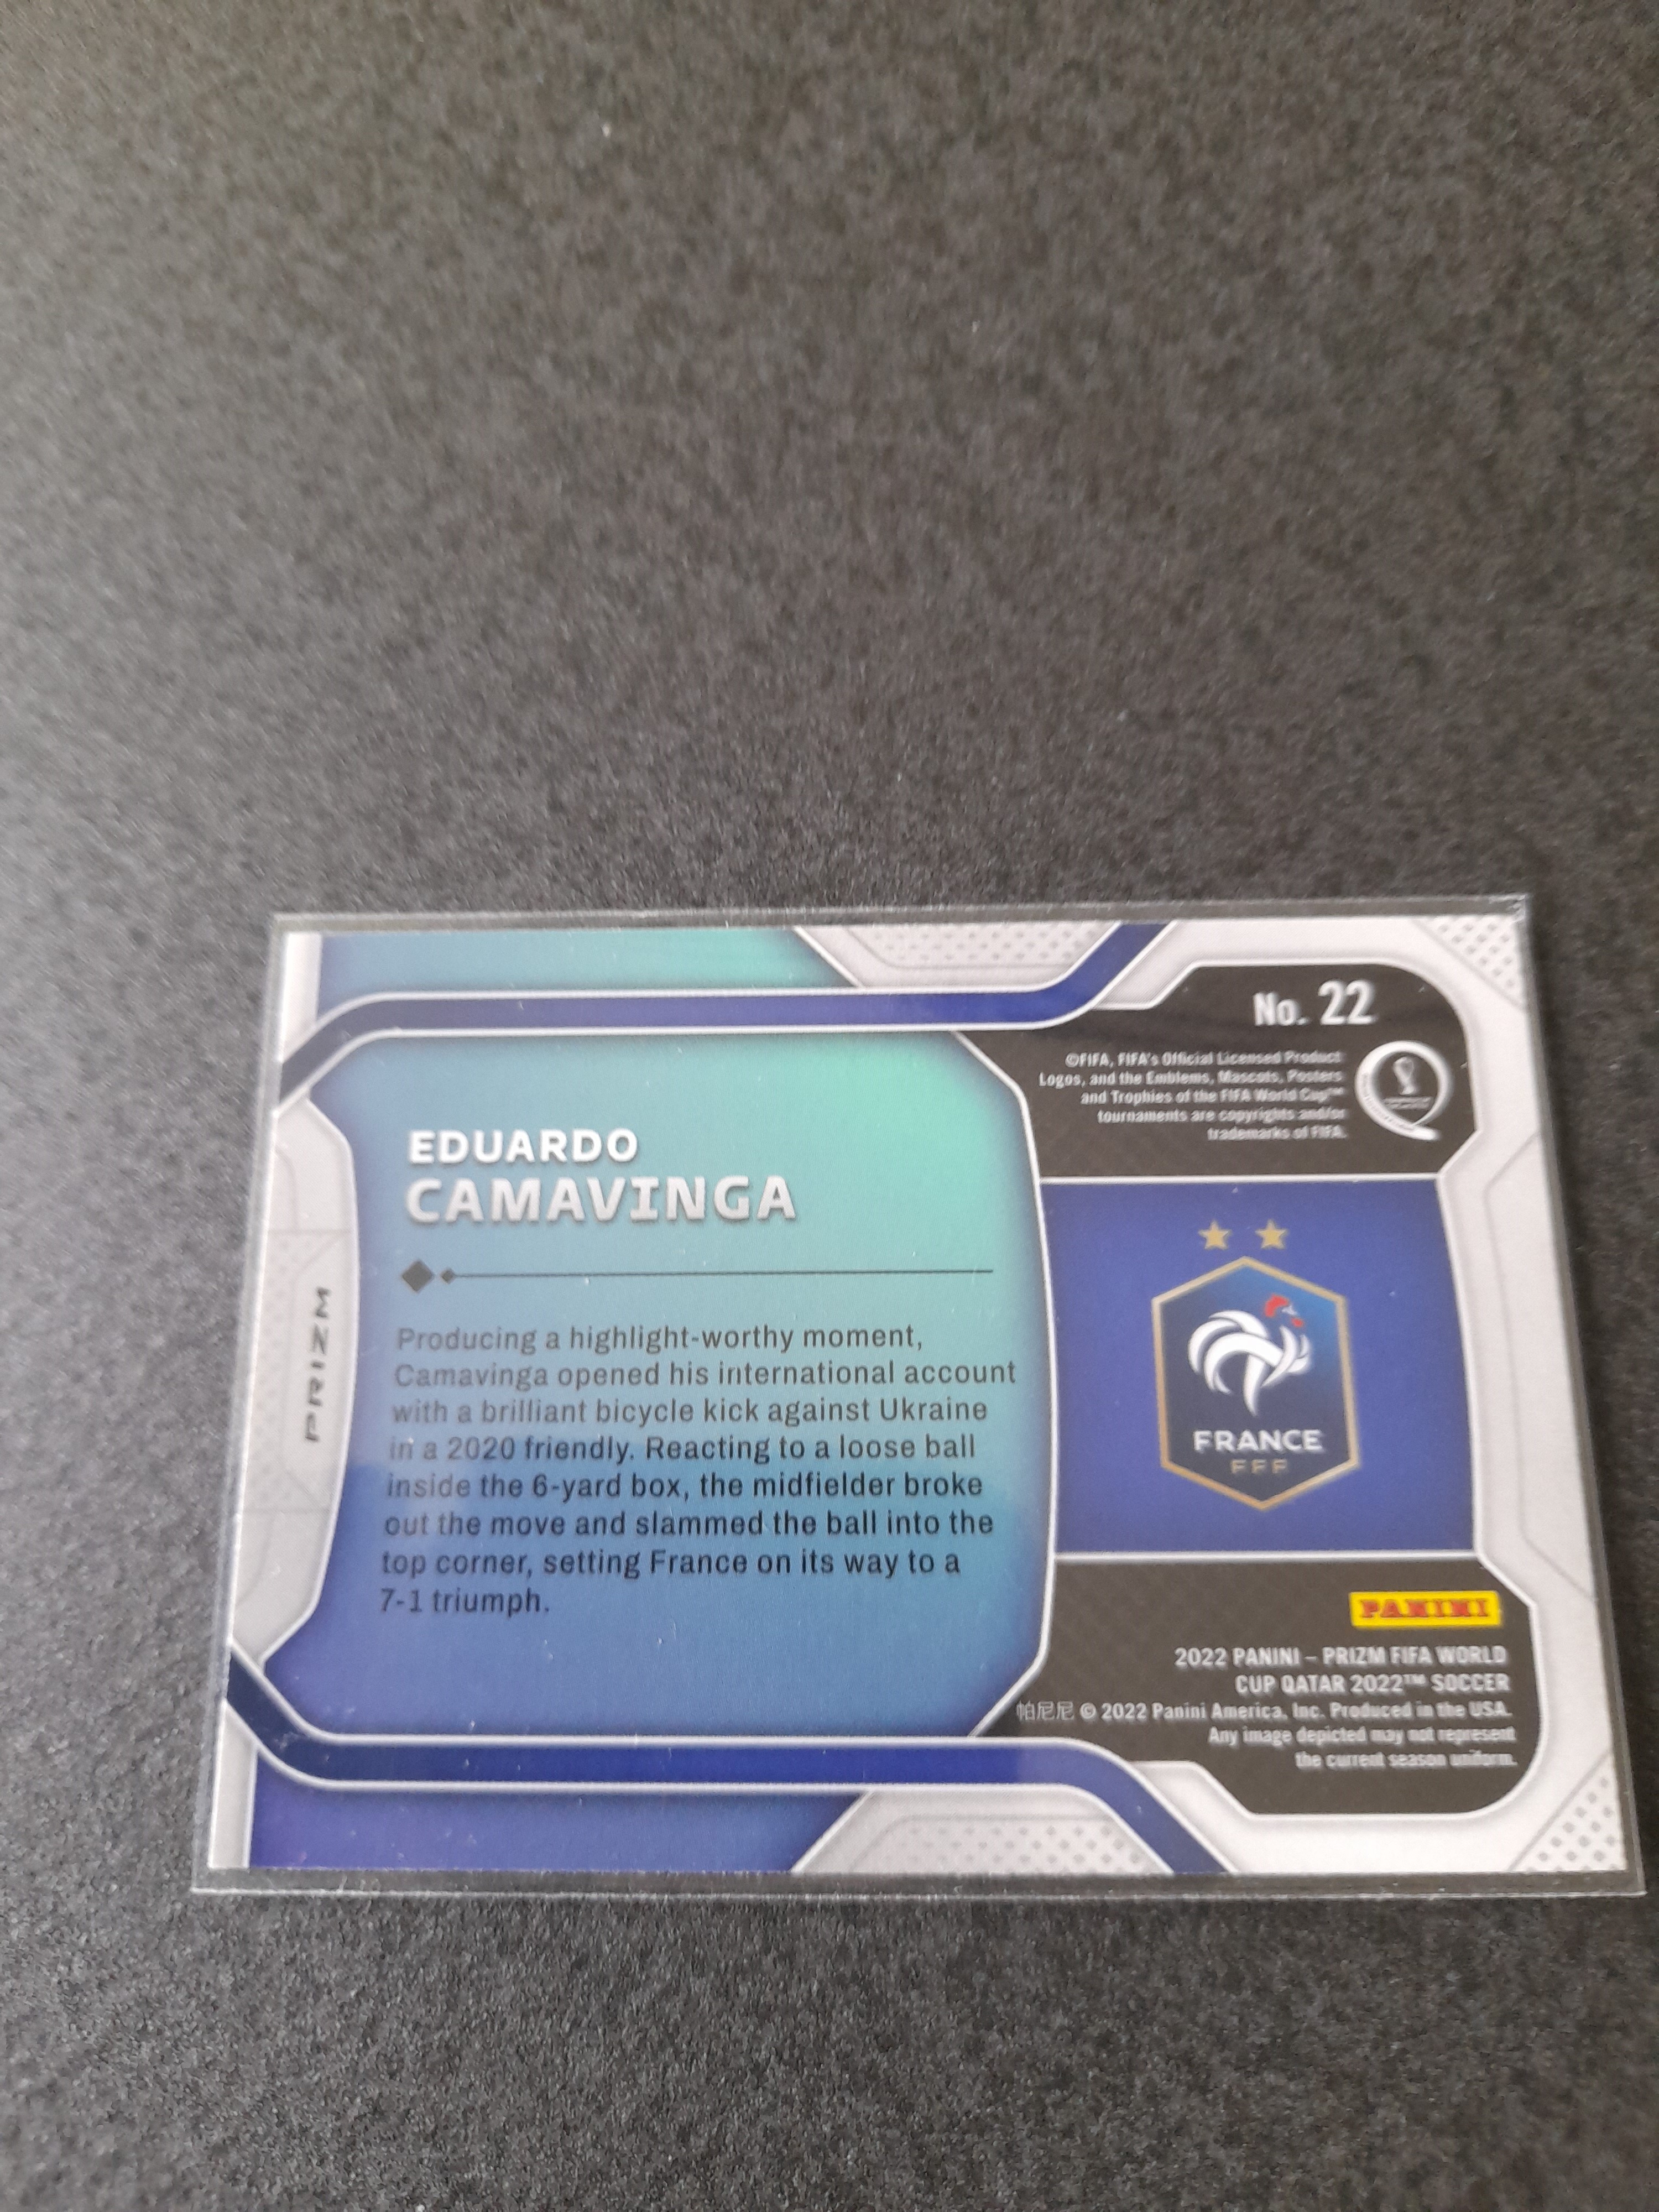 EDUARDO
CAMAVINGA
Producing a highlight-worthy moment,
Camavinga opened his international account
with a brilliant bicycle kick against Ukraine
in a 2020 friendly. Reacting to a loose ball
inside the 6-yard box, the midfielder broke
out the move and slammed the ball into the
top corner, setting France on its way to a
7-1 triumph.
PRIZM
No. 22
©FIFA, FIFA's Official Licensed Product
Logos, and the Emblems, Mascots, Posters
and Trophies of the FIFA World Cup™
tournaments are copyrights and/or
trademarks of FIFA.
FRANCE
FFF
PANINI
2022 PANINI – PRIZM FIFA WORLD
CUP QATAR 2022™ SOCCER
帕尼尼 © 2022 Panini America, Inc. Produced in the USA.
Any image depicted may not represent
the current season uniform.